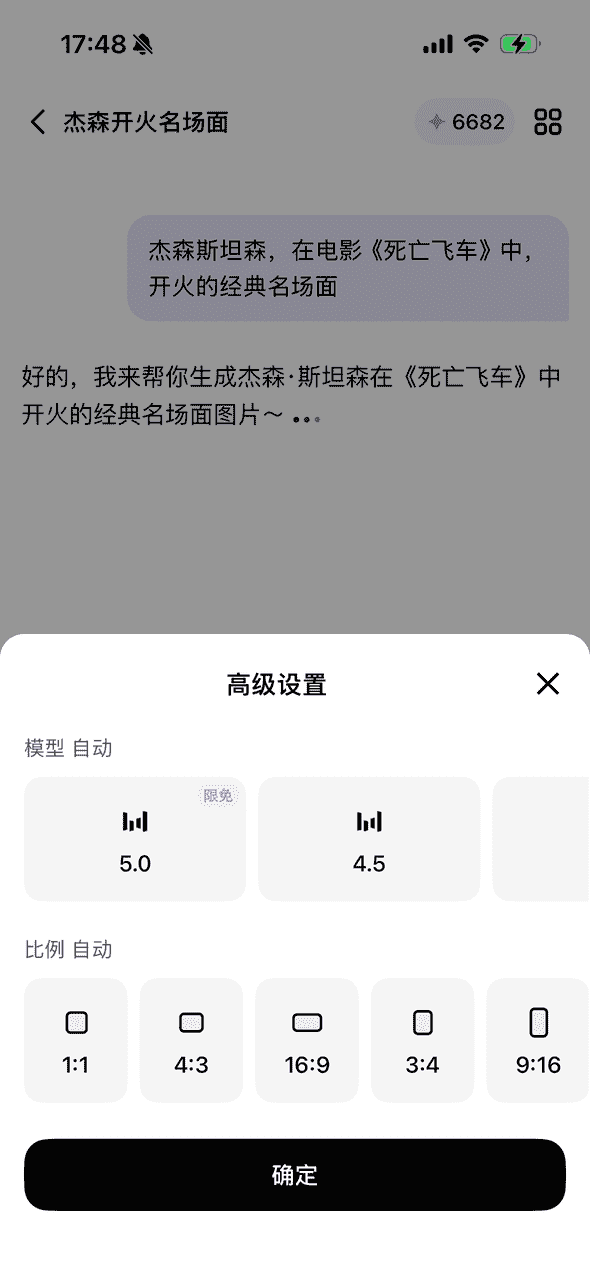 17:48
杰森开火名场面
6682
杰森斯坦森，在电影《死亡飞车》中，
开火的经典名场面
好的，我来帮你生成杰森·斯坦森在《死亡飞车》中
开火的经典名场面图片～ •••
高级设置
模型 自动
限免
5.0
4.5
比例 自动
1:1
4:3
16:9
3:4
9:16
确定